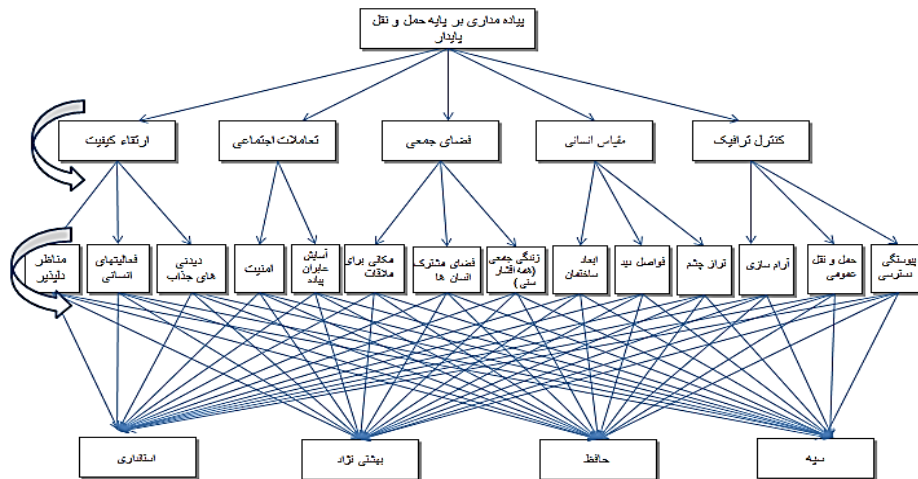 پیاده مداری بر پایه حمل و نقل
پایدار
کنترل ترافیک
مقیاس انسانی
فضای جمعی
تعاملات اجتماعی
ارتقاء کیفیت
پیوستگی
دسترسی
حمل و نقل
عمومی
آرام سازی
تراز چشم
فواصل دید
ابعاد
ساختمان
زندگی جمعی
(همه اقشار
سنی)
فضای مشترک
انسان ها
مکانی برای
ملاقات
آسایش
عابران
پیاده
امنیت
دیدنی
های جذاب
فعالیتهای
انسانی
مناظر
دلپذیر
سپه
حافظ
بهشتی نژاد
استانداری